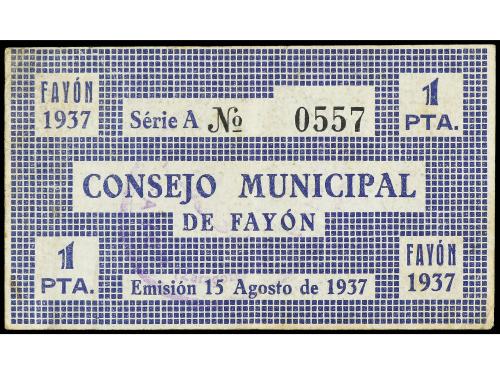 FAYÓN
1937
1
PTA.
Série A No 0557
CONSEJO MUNICIPAL
DE FAYÓN
1
PTA.
Emisión 15 Agosto de 1937
FAYÓN
1937